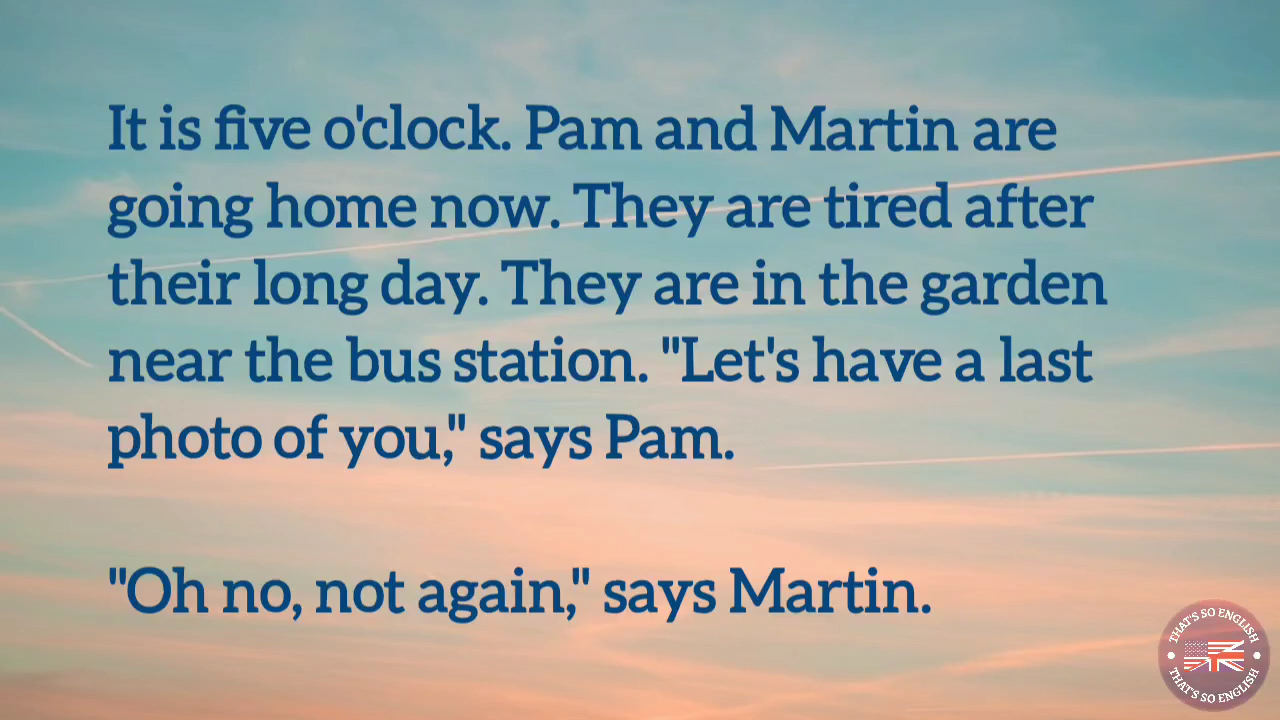 It is five o'clock. Pam and Martin are
going home now. They are tired after
their long day. They are in the garden
near the bus station. "Let's have a last
photo of you," says Pam.
"Oh no, not again," says Martin.
THAT'S SO ENGLISH
THAT'S SO ENGLISH